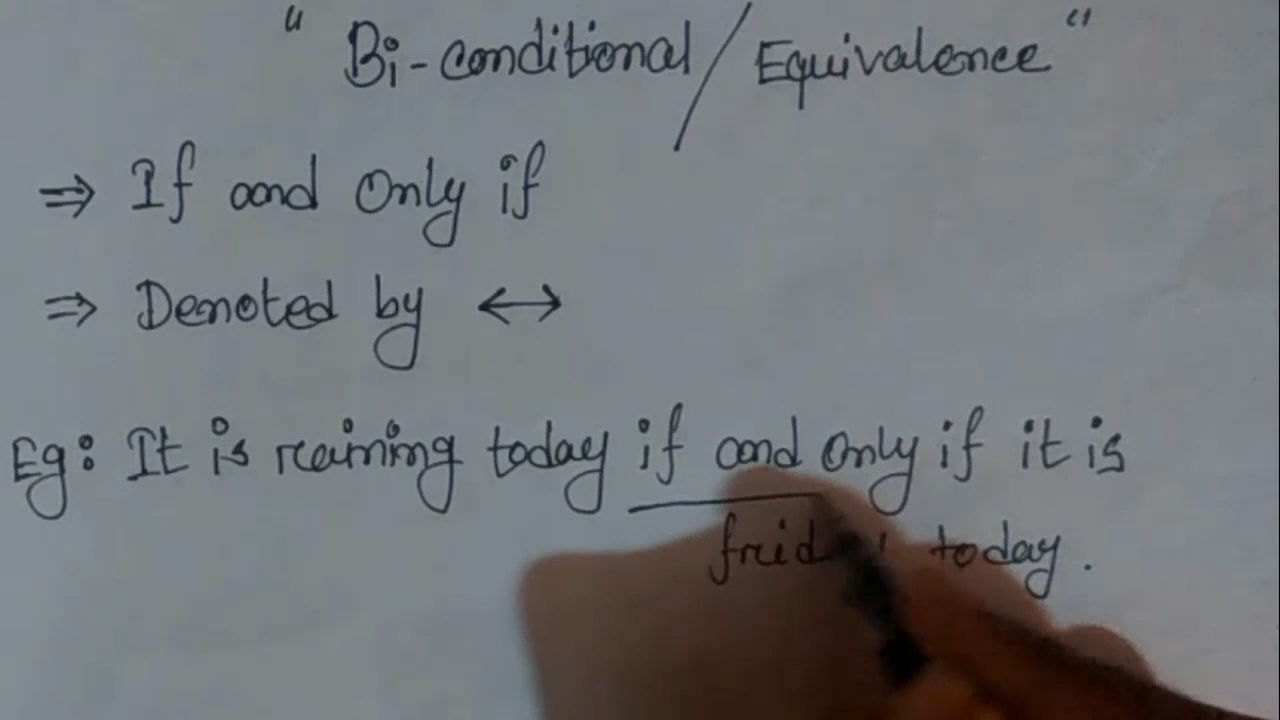 " Bi-conditional / Equivalence "
⇒ If and Only if
⇒ Denoted by ↔
Eg: It is raining today if and only if it is
today.